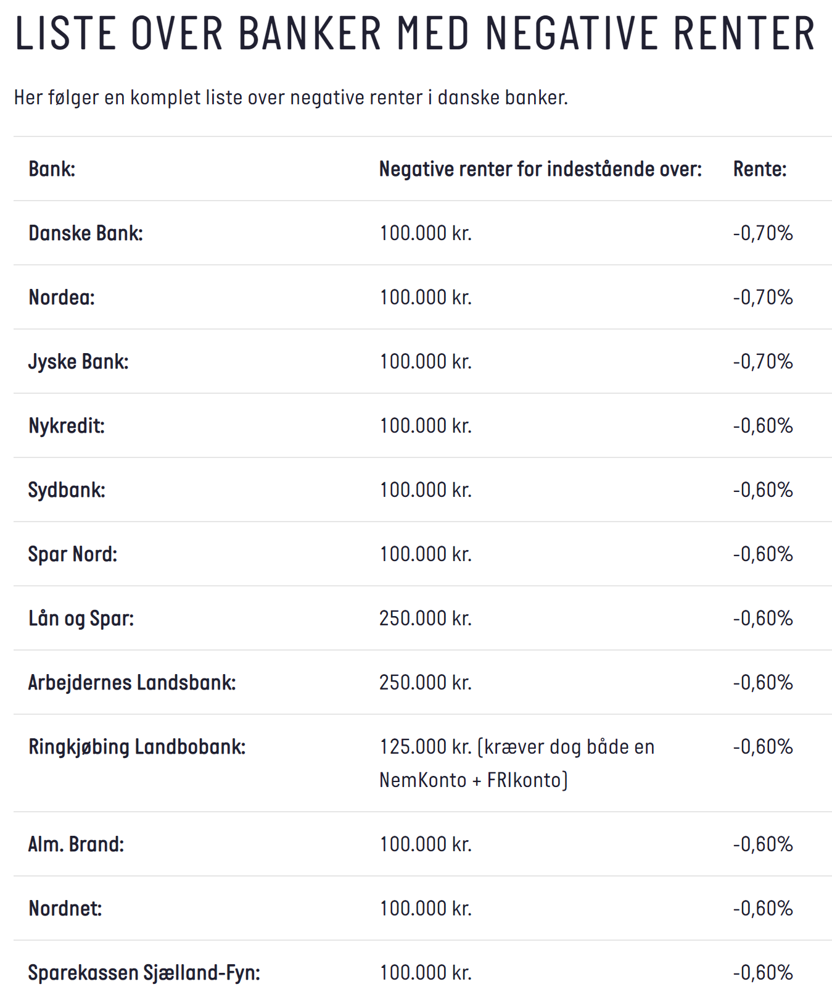 LISTE OVER BANKER MED NEGATIVE RENTER
Her følger en komplet liste over negative renter i danske banker.
Bank: Negative renter for indestående over: Rente:
Danske Bank: 100.000 kr. -0,70%
Nordea: 100.000 kr. -0,70%
Jyske Bank: 100.000 kr. -0,70%
Nykredit: 100.000 kr. -0,60%
Sydbank: 100.000 kr. -0,60%
Spar Nord: 100.000 kr. -0,60%
Lån og Spar: 250.000 kr. -0,60%
Arbejdernes Landsbank: 250.000 kr. -0,60%
Ringkjøbing Landbobank: 125.000 kr. (kræver dog både en -0,60%
NemKonto + FRIkonto)
Alm. Brand: 100.000 kr. -0,60%
Nordnet: 100.000 kr. -0,60%
Sparekassen Sjælland-Fyn: 100.000 kr. -0,60%